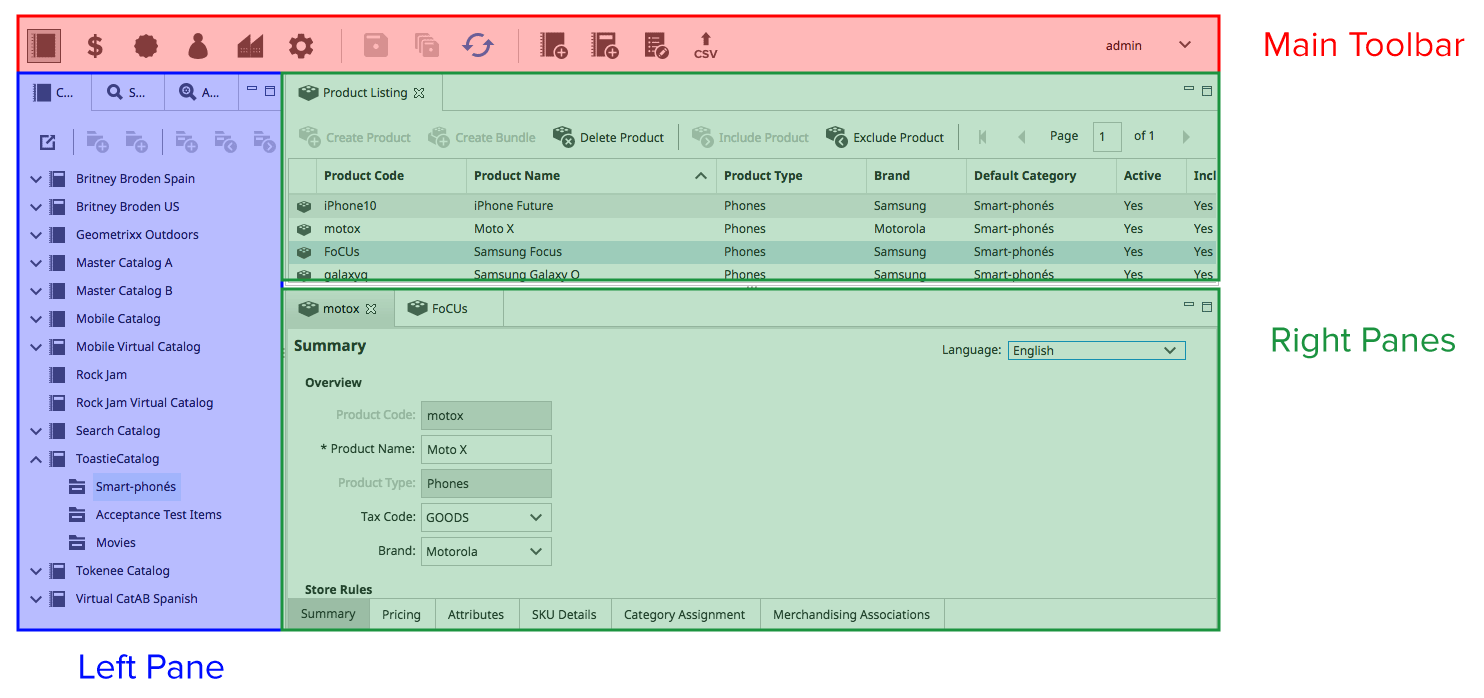 CSV
admin
Main Toolbar
C...
S...
A...
Product Listing
Create Product
Create Bundle
Delete Product
Include Product
Exclude Product
Page
1
of 1
Product Code
Product Name
Product Type
Brand
Default Category
Active
Incl
iPhone10
iPhone Future
Phones
Samsung
Smart-phonés
Yes
Yes
motox
Moto X
Phones
Motorola
Smart-phonés
Yes
Yes
FoCUs
Samsung Focus
Phones
Samsung
Smart-phonés
Yes
Yes
galaxyq
Samsung Galaxy Q
Phones
Samsung
Smart-phonés
Yes
Yes
Britney Broden Spain
Britney Broden US
Geometrixx Outdoors
Master Catalog A
Master Catalog B
Mobile Catalog
Mobile Virtual Catalog
Rock Jam
Rock Jam Virtual Catalog
Search Catalog
ToastieCatalog
Smart-phonés
Acceptance Test Items
Movies
Tokenee Catalog
Virtual CatAB Spanish
motox
FoCUs
Summary
Language:
English
Overview
Product Code:
motox
* Product Name:
Moto X
Product Type:
Phones
Tax Code:
GOODS
Brand:
Motorola
Store Rules
Summary
Pricing
Attributes
SKU Details
Category Assignment
Merchandising Associations
Right Panes
Left Pane